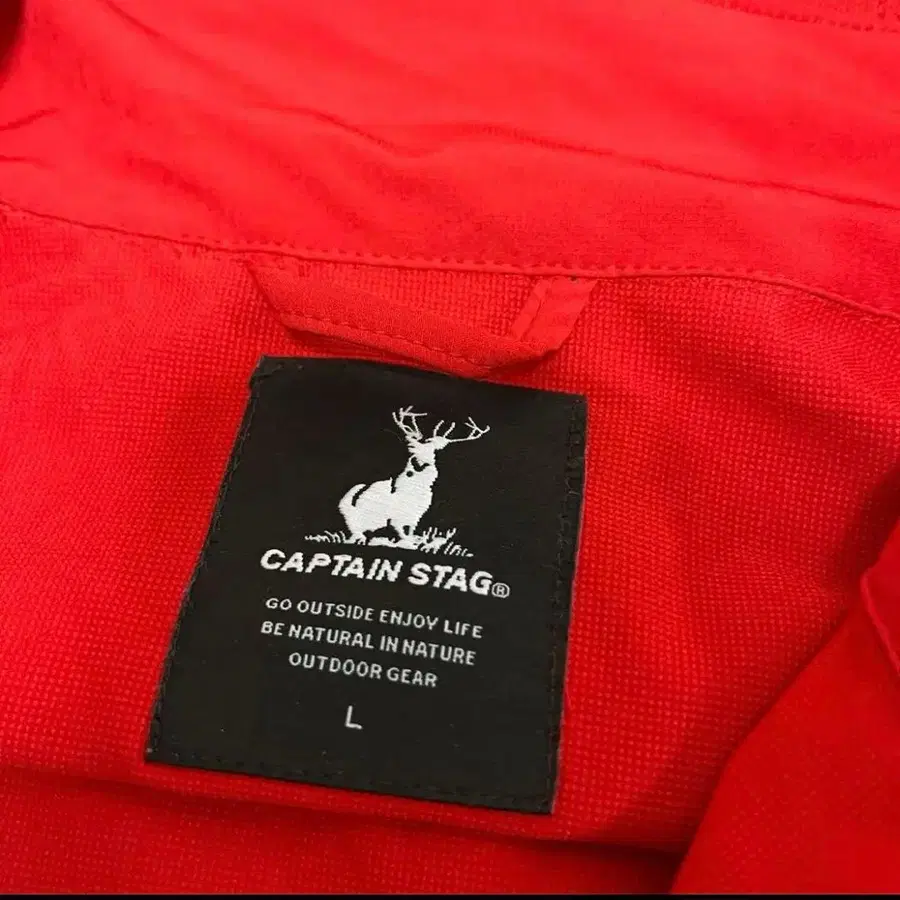 CAPTAIN STAG®
GO OUTSIDE ENJOY LIFE
BE NATURAL IN NATURE
OUTDOOR GEAR
L